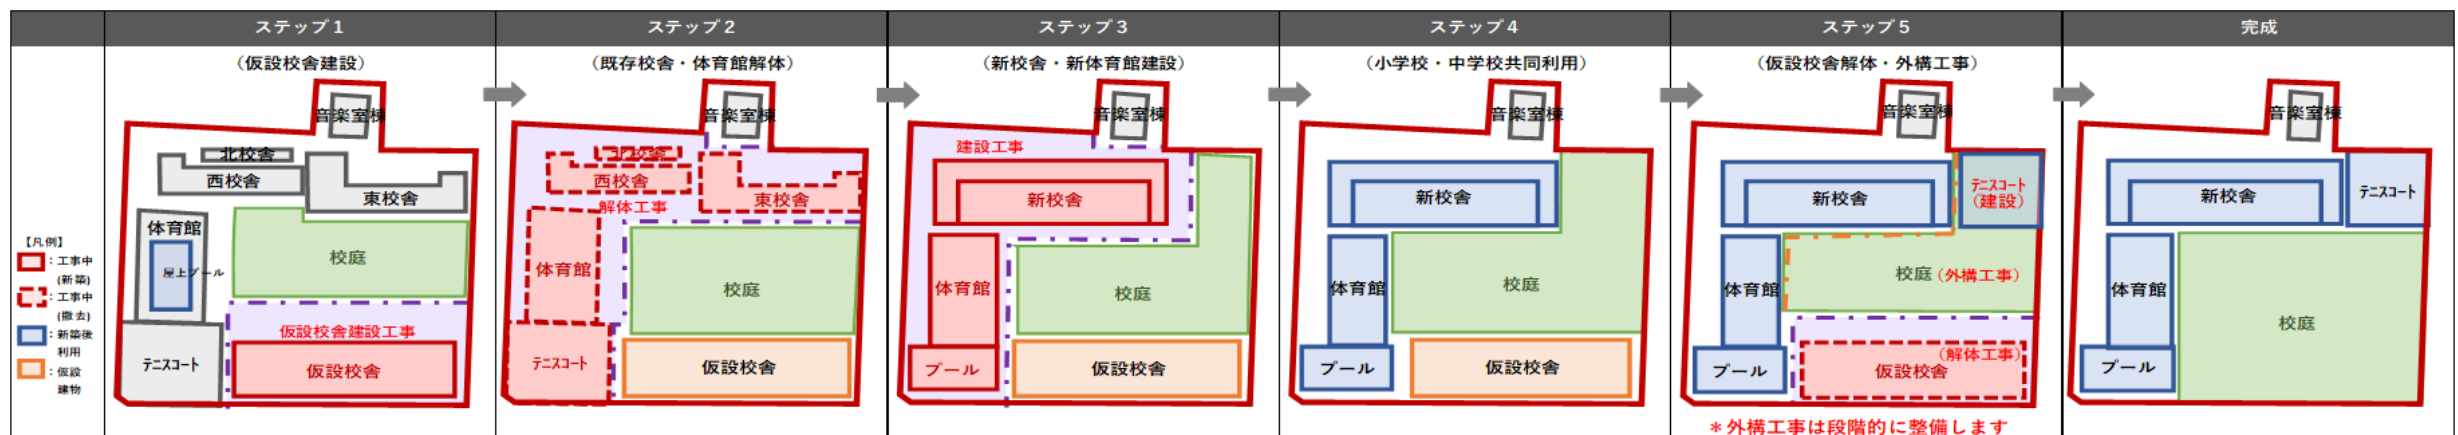 ステップ1
ステップ2
ステップ3
ステップ4
ステップ5
完成
【凡例】
：工事中
(新築)
：工事中
(撤去)
：新築後
利用
：仮設
建物
（仮設校舎建設）
音楽室棟
北校舎
西校舎
東校舎
体育館
屋上プール
校庭
仮設校舎建設工事
テニスコート
仮設校舎
（既存校舎・体育館解体）
音楽室棟
北校舎
西校舎
東校舎
解体工事
体育館
校庭
テニスコート
仮設校舎
（新校舎・新体育館建設）
音楽室棟
建設工事
新校舎
体育館
校庭
プール
仮設校舎
（小学校・中学校共同利用）
音楽室棟
新校舎
体育館
校庭
プール
仮設校舎
（仮設校舎解体・外構工事）
音楽室棟
テニスコート
（建設）
新校舎
校庭（外構工事）
体育館
（解体工事）
プール
仮設校舎
＊外構工事は段階的に整備します
音楽室棟
新校舎
テニスコート
体育館
校庭
プール